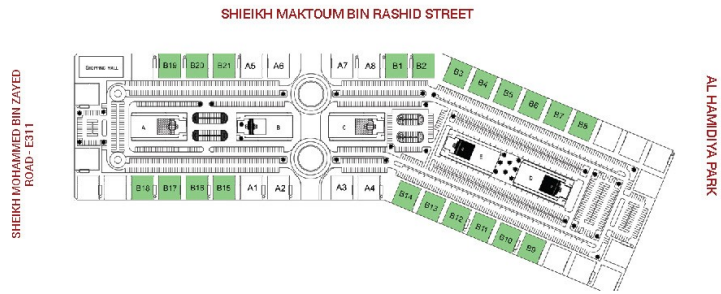 SHIEIKH MAKTOUM BIN RASHID STREET
SHOPPING MALL
B19 B20 B21 A5 A6 A7 A8 B1 B2
B3 B4 B5 B6 B7 B8
SHEIKH MOHAMMED BIN ZAYED
ROAD - E311
AL HAMIDIYA PARK
A B C
D
B18 B17 B16 B15 A1 A2 A3 A4
B14 B13 B12 B11 B10 B9